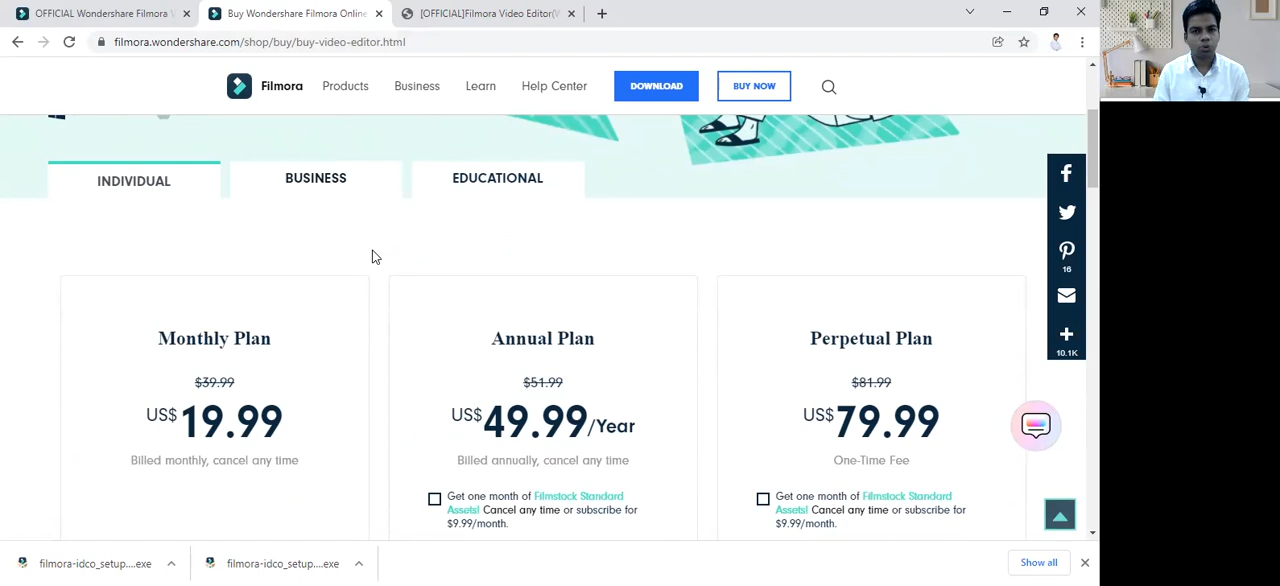 OFFICIAL Wondershare Filmora V
Buy Wondershare Filmora Online
[OFFICIAL]Filmora Video Editor(W
filmora.wondershare.com/shop/buy/buy-video-editor.html
Filmora Products Business Learn Help Center DOWNLOAD BUY NOW
INDIVIDUAL BUSINESS EDUCATIONAL
16
10.1K
Monthly Plan
$39.99
US$ 19.99
Billed monthly, cancel any time
Annual Plan
$51.99
US$ 49.99/Year
Billed annually, cancel any time
Get one month of Filmstock Standard
Assets! Cancel any time or subscribe for
$9.99/month.
Perpetual Plan
$81.99
US$ 79.99
One-Time Fee
Get one month of Filmstock Standard
Assets! Cancel any time or subscribe for
$9.99/month.
filmora-idco_setup....exe
filmora-idco_setup....exe
Show all